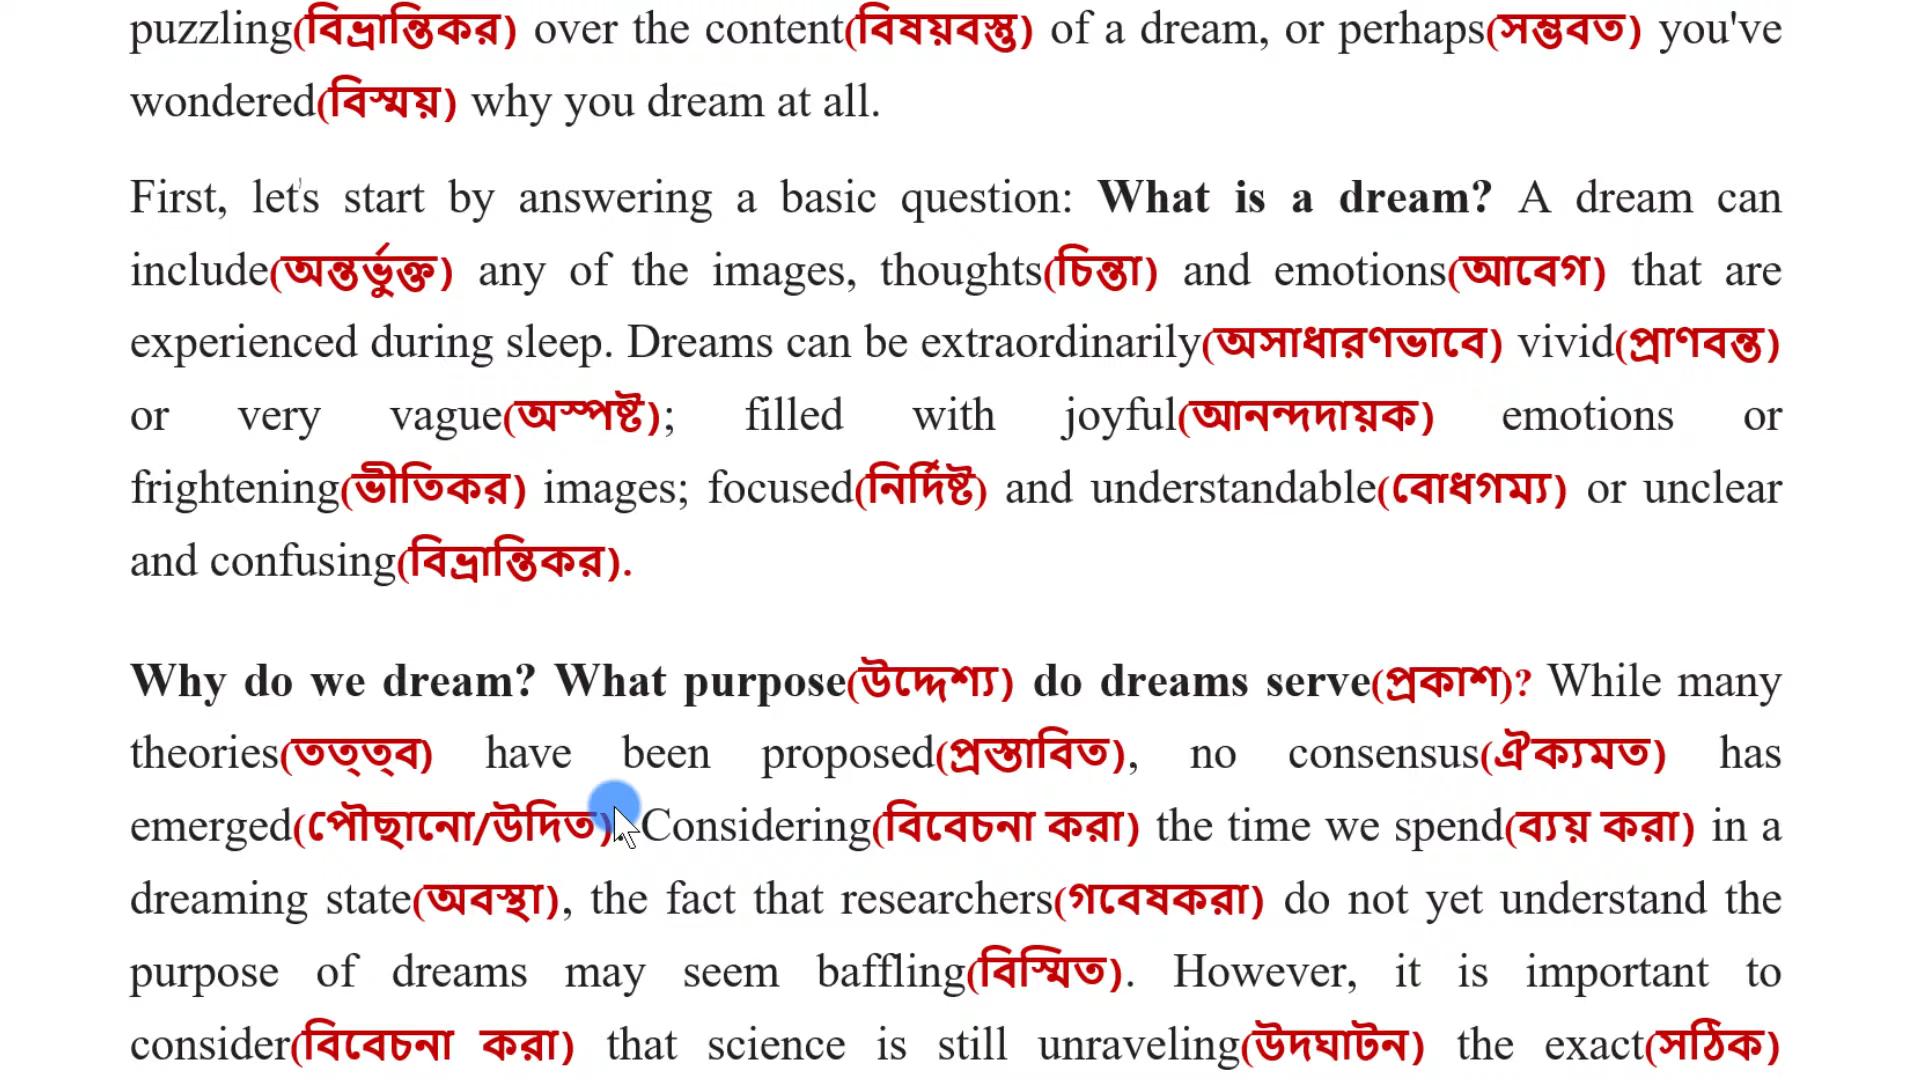 puzzling(বিভ্রান্তিকর) over the content(বিষয়বস্তু) of a dream, or perhaps(সম্ভবত) you've
wondered(বিস্ময়) why you dream at all.
First, let's start by answering a basic question: What is a dream? A dream can
include(অন্তর্ভুক্ত) any of the images, thoughts(চিন্তা) and emotions(আবেগ) that are
experienced during sleep. Dreams can be extraordinarily(অসাধারণভাবে) vivid(প্রাণবন্ত)
or very vague(অস্পষ্ট); filled with joyful(আনন্দদায়ক) emotions or
frightening(ভীতিকর) images; focused(নির্দিষ্ট) and understandable(বোধগম্য) or unclear
and confusing(বিভ্রান্তিকর).
Why do we dream? What purpose(উদ্দেশ্য) do dreams serve(প্রকাশ)? While many
theories(তত্ত্ব) have been proposed(প্রস্তাবিত), no consensus(ঐক্যমত) has
emerged(পৌছানো/উদিত). Considering(বিবেচনা করা) the time we spend(ব্যয় করা) in a
dreaming state(অবস্থা), the fact that researchers(গবেষকরা) do not yet understand the
purpose of dreams may seem baffling(বিস্মিত). However, it is important to
consider(বিবেচনা করা) that science is still unraveling(উদঘাটন) the exact(সঠিক)